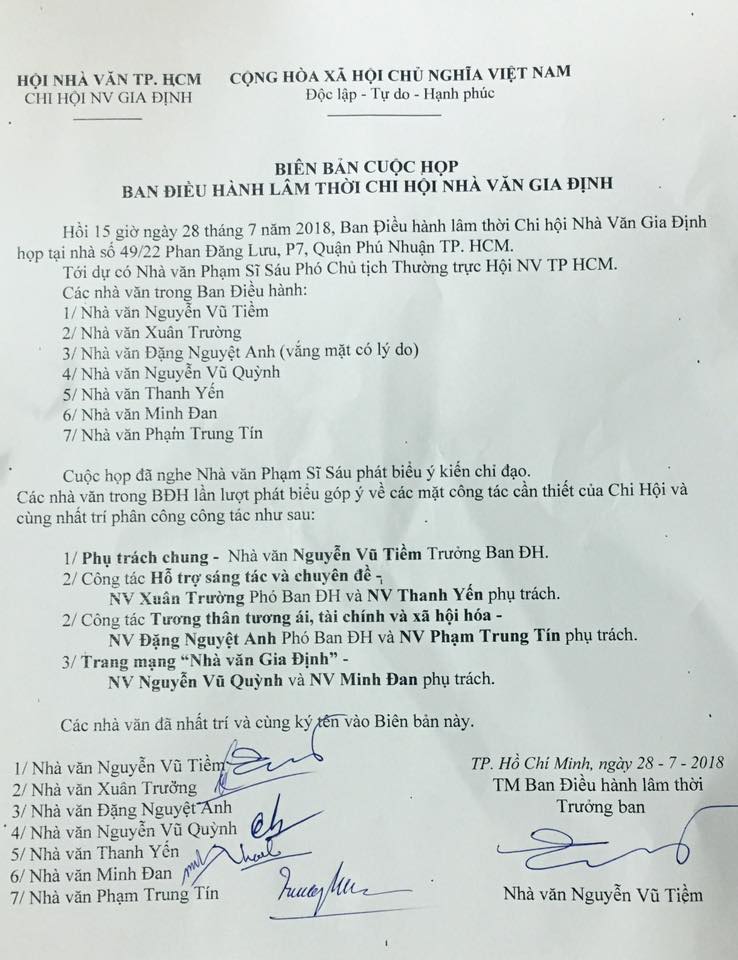 HỘI NHÀ VĂN TP. HCM
CHI HỘI NV GIA ĐỊNH
CỘNG HÒA XÃ HỘI CHỦ NGHĨA VIỆT NAM
Độc lập - Tự do - Hạnh phúc
BIÊN BẢN CUỘC HỌP
BAN ĐIỀU HÀNH LÂM THỜI CHI HỘI NHÀ VĂN GIA ĐỊNH
Hồi 15 giờ ngày 28 tháng 7 năm 2018, Ban Điều hành lâm thời Chi hội Nhà Văn Gia Định
họp tại nhà số 49/22 Phan Đăng Lưu, P7, Quận Phú Nhuận TP. HCM.
Tới dự có Nhà văn Phạm Sĩ Sáu Phó Chủ tịch Thường trực Hội NV TP HCM.
Các nhà văn trong Ban Điều hành:
1/ Nhà văn Nguyễn Vũ Tiềm
2/ Nhà văn Xuân Trường
3/ Nhà văn Đặng Nguyệt Anh (vắng mặt có lý do)
4/ Nhà văn Nguyễn Vũ Quỳnh
5/ Nhà văn Thanh Yến
6/ Nhà văn Minh Đan
7/ Nhà văn Phạm Trung Tín
Cuộc họp đã nghe Nhà văn Phạm Sĩ Sáu phát biểu ý kiến chỉ đạo.
Các nhà văn trong BĐH lần lượt phát biểu góp ý về các mặt công tác cần thiết của Chi Hội và
cùng nhất trí phân công công tác như sau:
1/ Phụ trách chung - Nhà văn Nguyễn Vũ Tiềm Trưởng Ban ĐH.
2/ Công tác Hỗ trợ sáng tác và chuyên đề -
NV Xuân Trường Phó Ban ĐH và NV Thanh Yến phụ trách.
2/ Công tác Tương thân tương ái, tài chính và xã hội hóa -
NV Đặng Nguyệt Anh Phó Ban ĐH và NV Phạm Trung Tín phụ trách.
3/ Trang mạng “Nhà văn Gia Định” -
NV Nguyễn Vũ Quỳnh và NV Minh Đan phụ trách.
Các nhà văn đã nhất trí và cùng ký tên vào Biên bản này.
1/ Nhà văn Nguyễn Vũ Tiềm
2/ Nhà văn Xuân Trường
3/ Nhà văn Đặng Nguyệt Anh
4/ Nhà văn Nguyễn Vũ Quỳnh
5/ Nhà văn Thanh Yến
6/ Nhà văn Minh Đan
7/ Nhà văn Phạm Trung Tín
TP. Hồ Chí Minh, ngày 28 - 7 - 2018
TM Ban Điều hành lâm thời
Trưởng ban
Nhà văn Nguyễn Vũ Tiềm